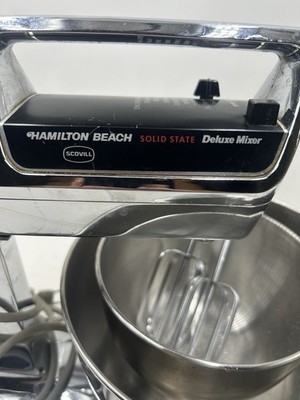 HAMILTON BEACH SOLID STATE Deluxe Mixer
SCOVILL